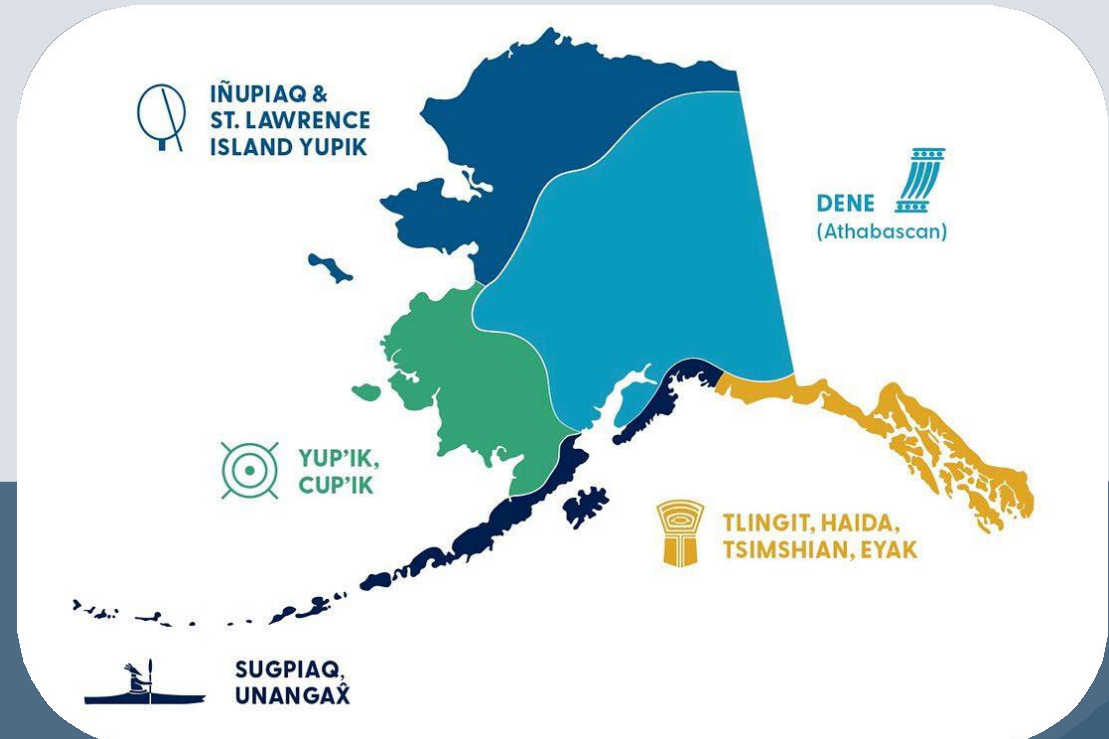 IÑUPIAQ &
ST. LAWRENCE
ISLAND YUPIK
DENE
(Athabascan)
YUP'IK,
CUP'IK
TLINGIT, HAIDA,
TSIMSHIAN, EYAK
SUGPIAQ,
UNANGAX̂